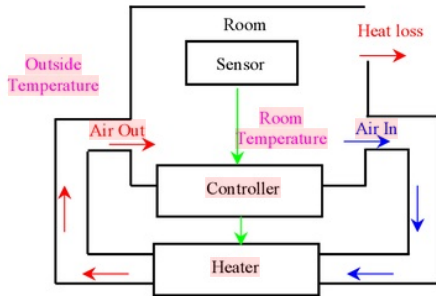 Room
Heat loss
Sensor
Outside
Temperature
Air Out
Room
Temperature
Air In
Controller
Heater